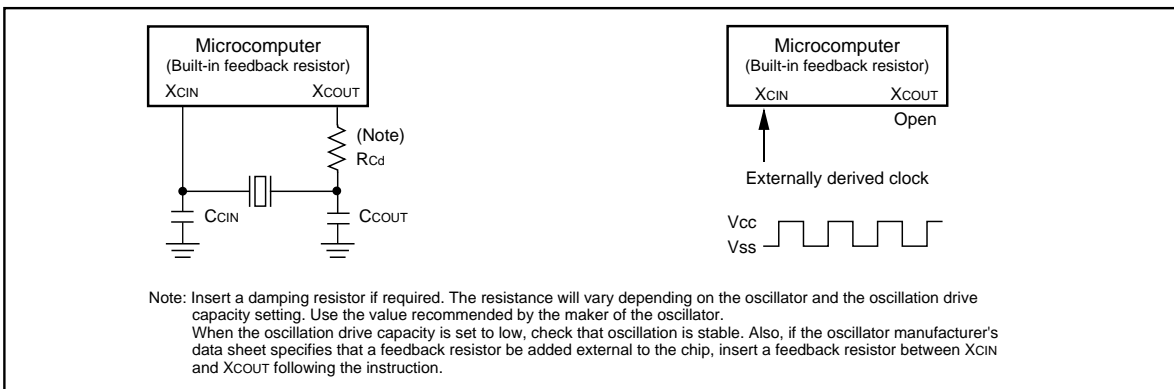 Microcomputer
(Built-in feedback resistor)
XCIN XCOUT
(Note)
RCd
CCIN
CCOUT
Microcomputer
(Built-in feedback resistor)
XCIN XCOUT
Open
Externally derived clock
Vcc
Vss
Note: Insert a damping resistor if required. The resistance will vary depending on the oscillator and the oscillation drive
capacity setting. Use the value recommended by the maker of the oscillator.
When the oscillation drive capacity is set to low, check that oscillation is stable. Also, if the oscillator manufacturer's
data sheet specifies that a feedback resistor be added external to the chip, insert a feedback resistor between XCIN
and XCOUT following the instruction.